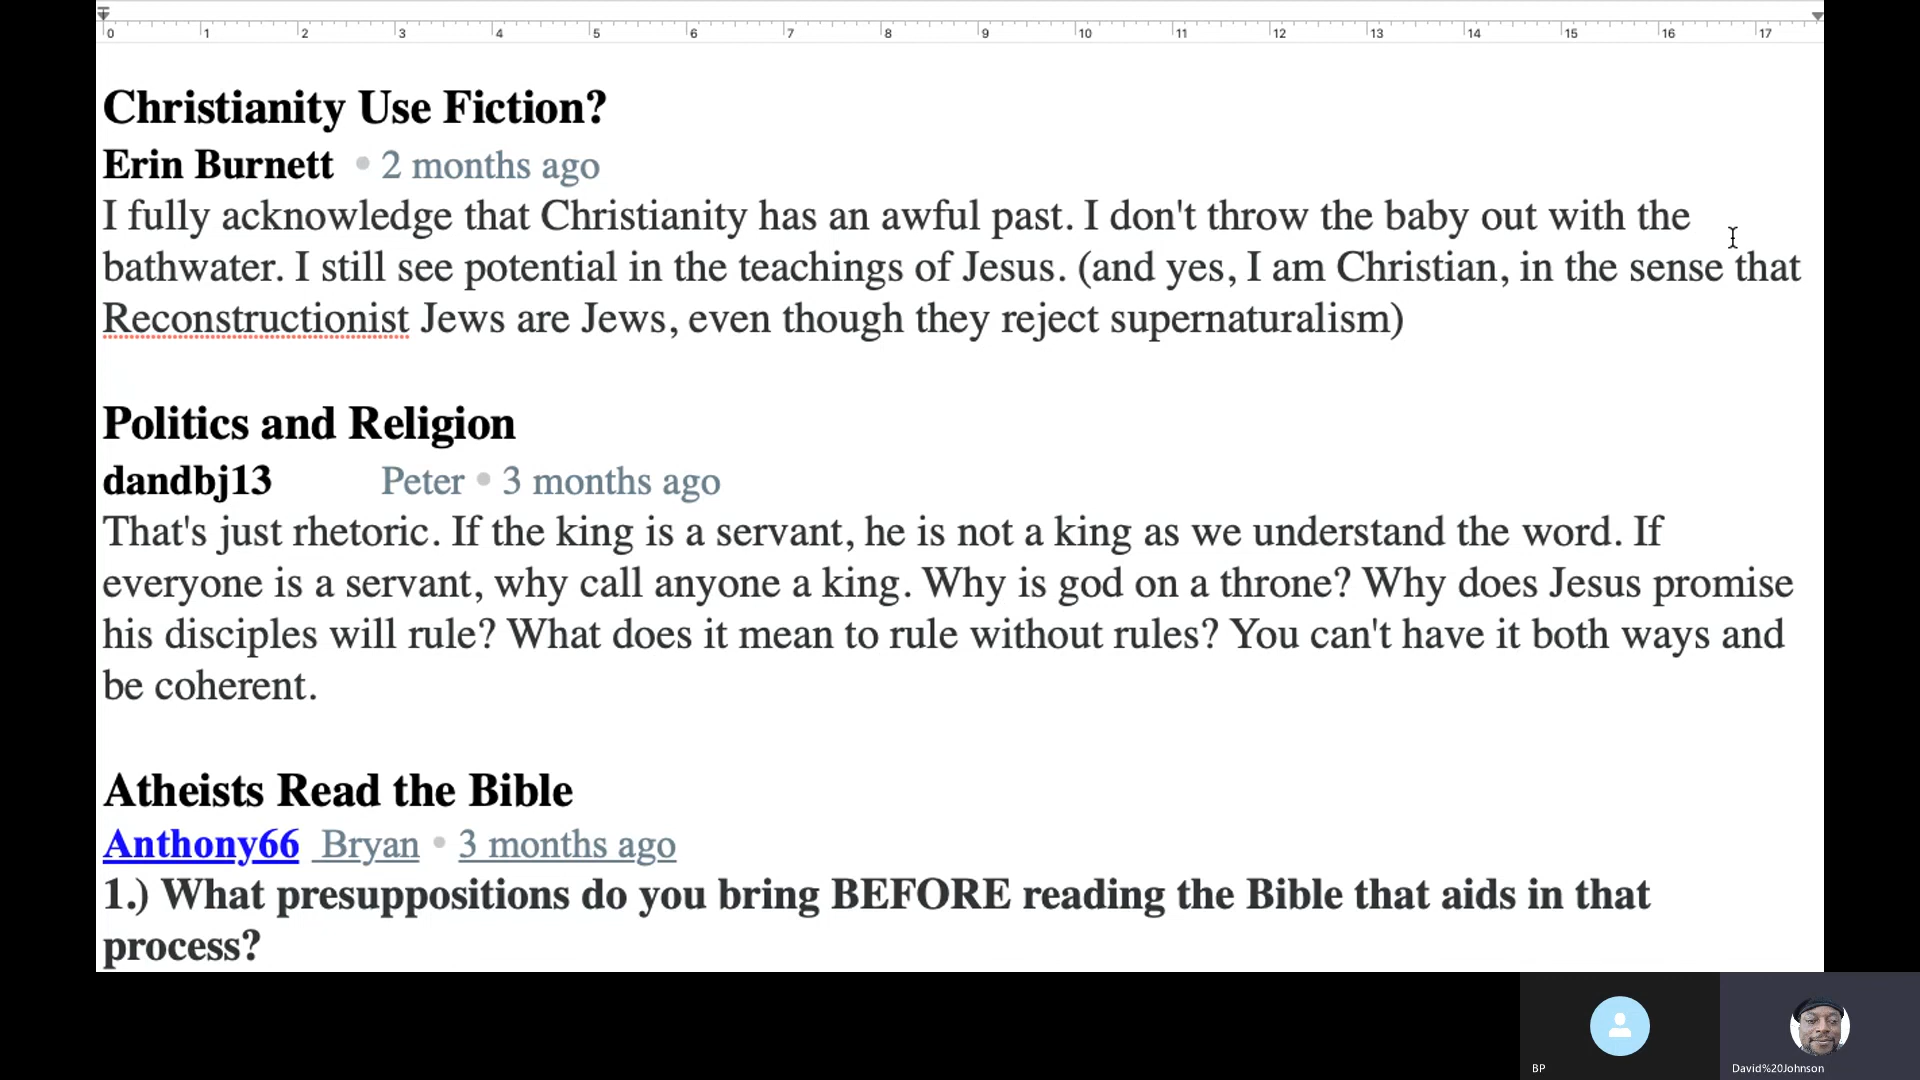 0 1 2 3 4 5 6 7 8 9 10 11 12 13 14 15 16 17
Christianity Use Fiction?
Erin Burnett • 2 months ago
I fully acknowledge that Christianity has an awful past. I don't throw the baby out with the
bathwater. I still see potential in the teachings of Jesus. (and yes, I am Christian, in the sense that
Reconstructionist Jews are Jews, even though they reject supernaturalism)
Politics and Religion
dandbj13 Peter • 3 months ago
That's just rhetoric. If the king is a servant, he is not a king as we understand the word. If
everyone is a servant, why call anyone a king. Why is god on a throne? Why does Jesus promise
his disciples will rule? What does it mean to rule without rules? You can't have it both ways and
be coherent.
Atheists Read the Bible
Anthony66 Bryan • 3 months ago
1.) What presuppositions do you bring BEFORE reading the Bible that aids in that
process?
BP
David%20Johnson